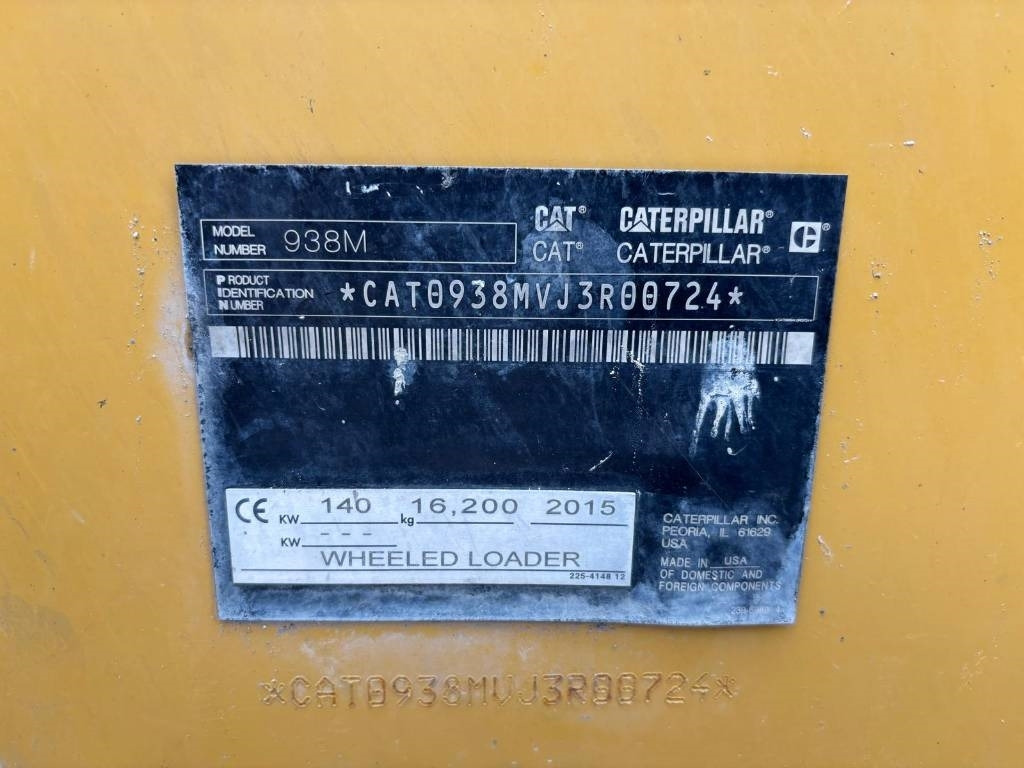 CAT® CATERPILLAR®
MODEL NUMBER 938M
CAT® CATERPILLAR®
PRODUCT IDENTIFICATION NUMBER *CAT0938MVJ3R00724*
CE KW 140 kg 16,200 2015
KW ---
WHEELED LOADER
225-4148 12
CATERPILLAR INC.
PEORIA, IL 61629
USA
MADE IN USA
OF DOMESTIC AND
FOREIGN COMPONENTS
*CAT0938MVJ3R00724*